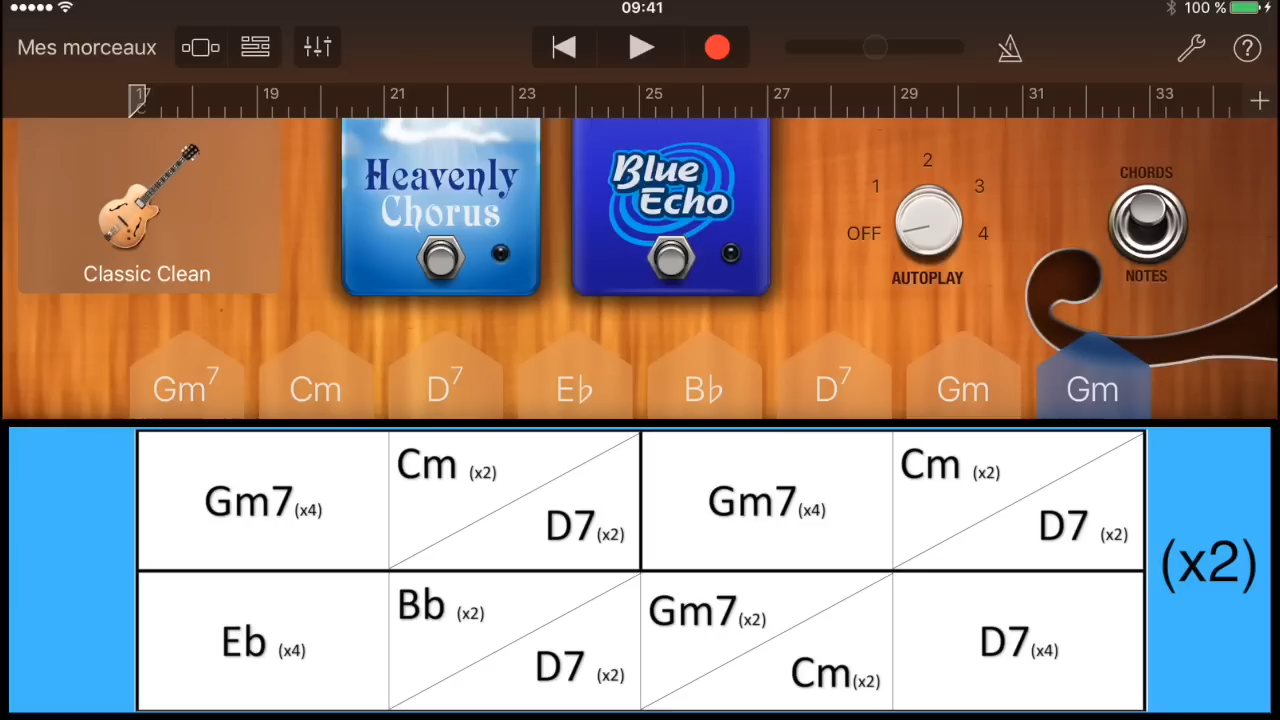 09:41
100 %
Mes morceaux
?
17 19 21 23 25 27 29 31 33 +
C
Heavenly
Chorus
Blue
Echo
Classic Clean
OFF 1 2 3 4
AUTOPLAY
CHORDS
NOTES
Gm7 Cm D7 E♭ B♭ D7 Gm Gm
Gm7(x4) Cm (x2) D7(x2) Gm7(x4) Cm (x2) D7 (x2)
(x2)
Eb (x4) Bb (x2) D7 (x2) Gm7(x2) Cm(x2) D7(x4)